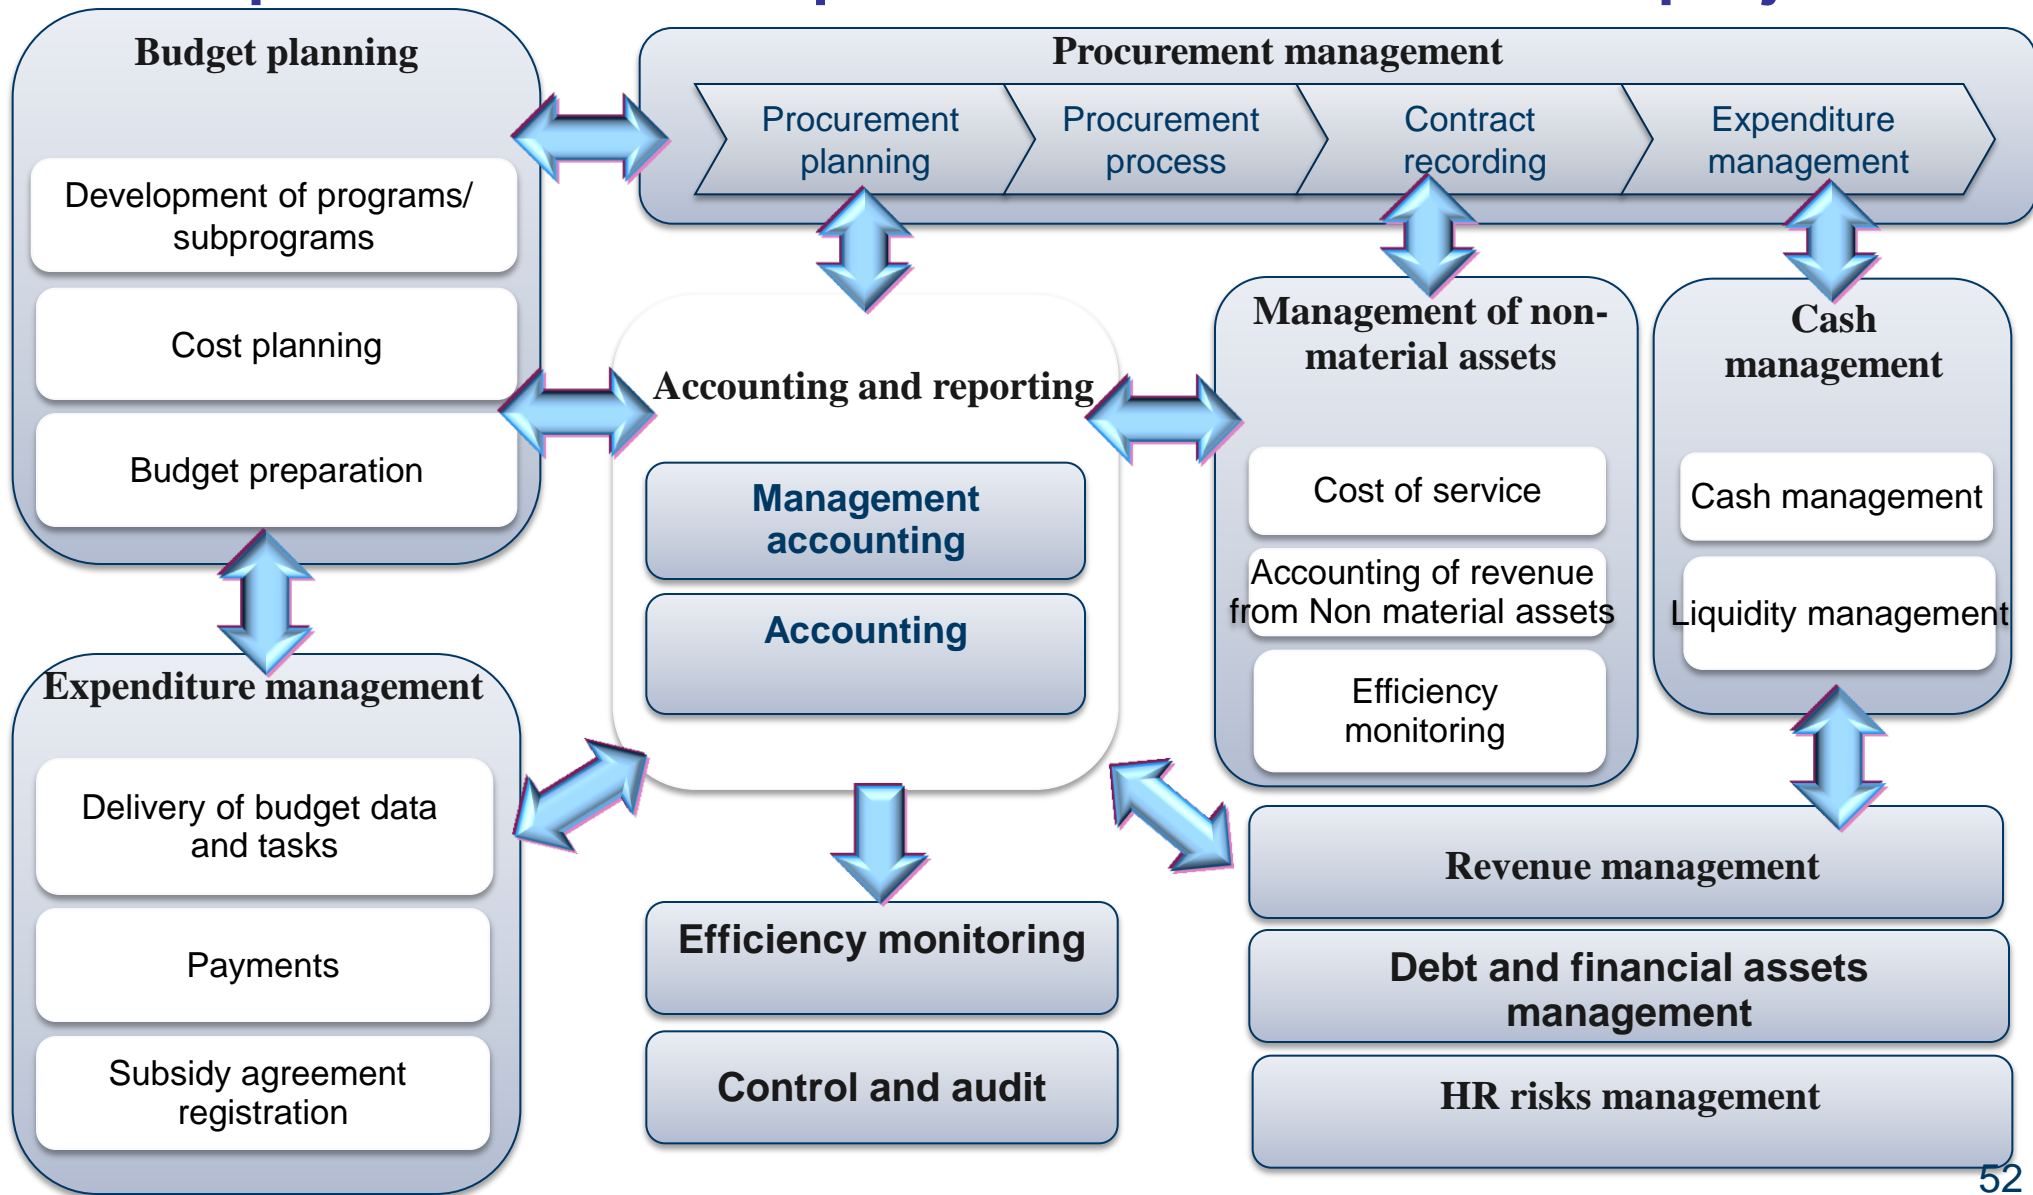 Budget planning
Development of programs/
subprograms
Cost planning
Budget preparation
Procurement management
Procurement
planning
Procurement
process
Contract
recording
Expenditure
management
Accounting and reporting
Management
accounting
Accounting
Management of non-
material assets
Cost of service
Accounting of revenue
from Non material assets
Efficiency
monitoring
Cash
management
Cash management
Liquidity management
Expenditure management
Delivery of budget data
and tasks
Payments
Subsidy agreement
registration
Efficiency monitoring
Control and audit
Revenue management
Debt and financial assets
management
HR risks management
52